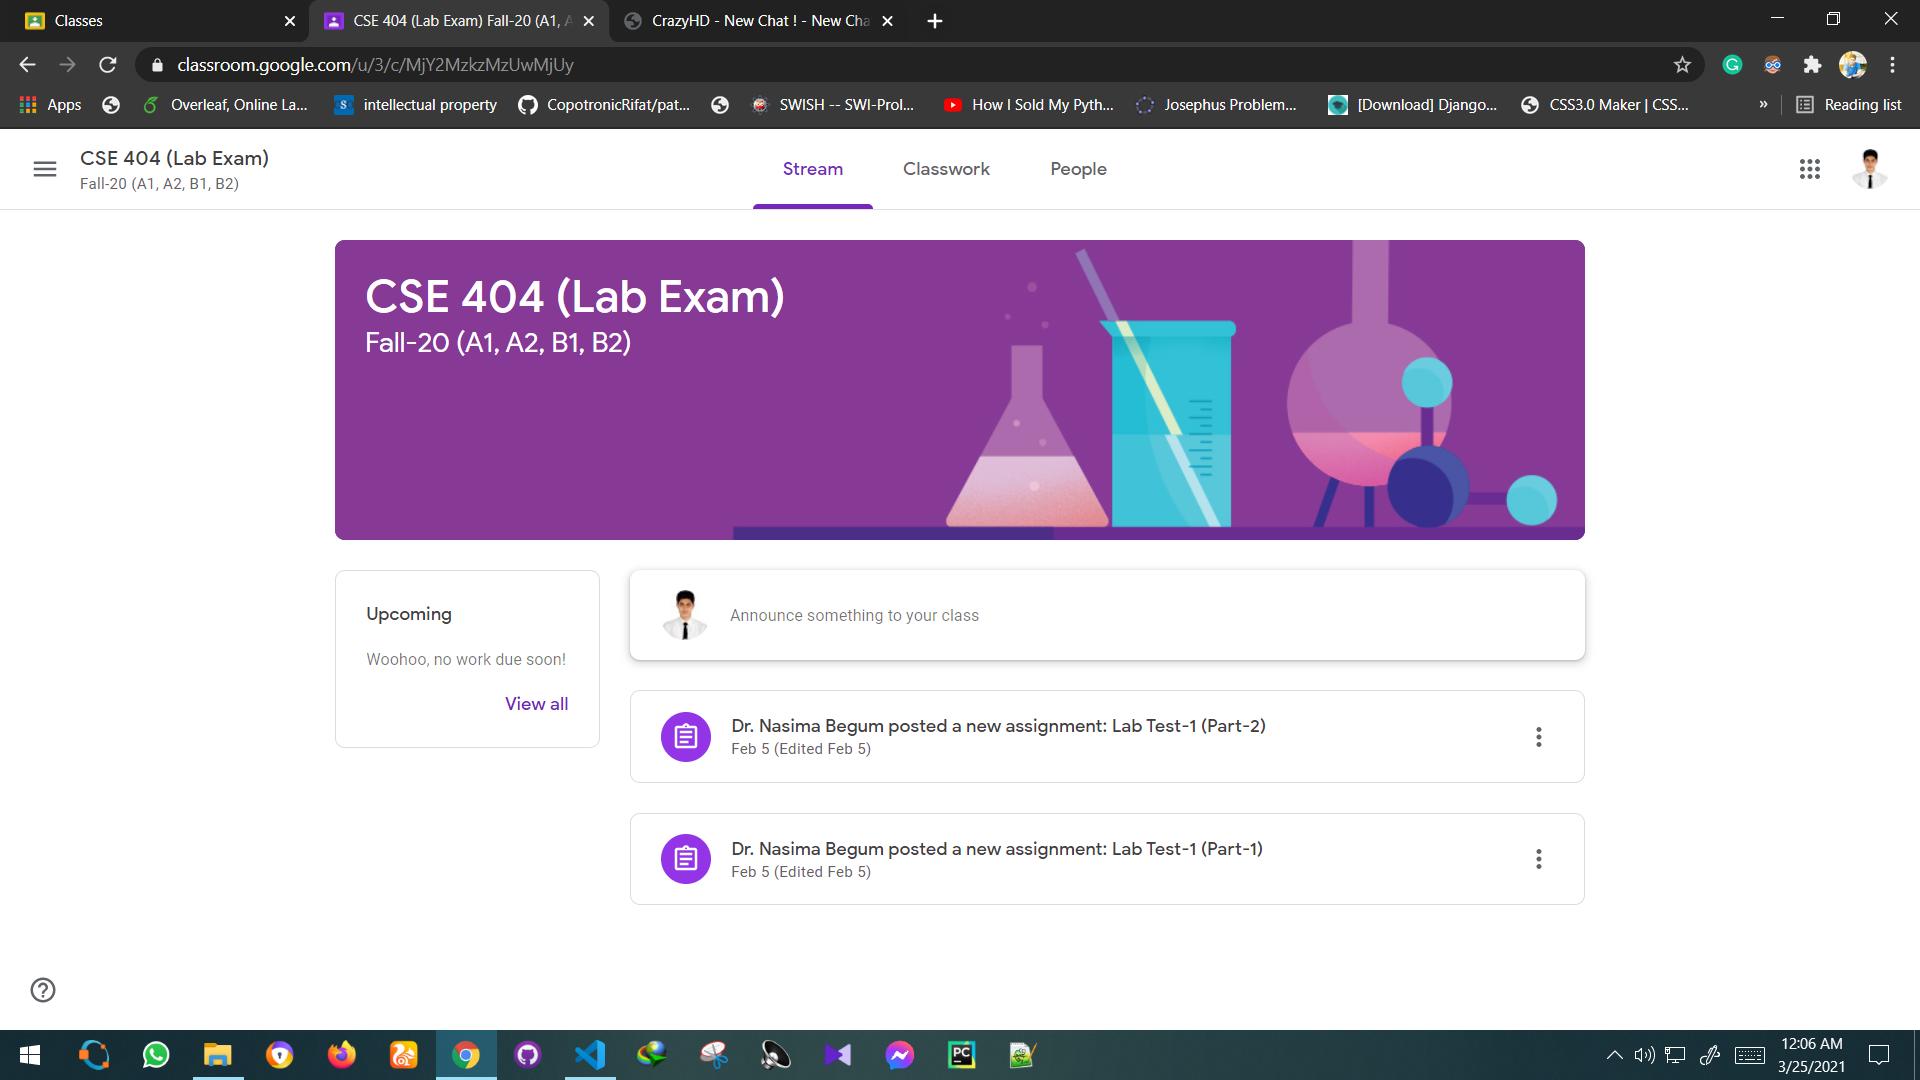 Classes
CSE 404 (Lab Exam) Fall-20 (A1, A
CrazyHD - New Chat ! - New Cha
classroom.google.com/u/3/c/MjY2MzkzMzUwMjUy
Apps
Overleaf, Online La...
intellectual property
CopotronicRifat/pat...
SWISH -- SWI-Prol...
How I Sold My Pyth...
Josephus Problem...
[Download] Django...
CSS3.0 Maker | CSS...
»
Reading list
CSE 404 (Lab Exam)
Fall-20 (A1, A2, B1, B2)
Stream
Classwork
People
CSE 404 (Lab Exam)
Fall-20 (A1, A2, B1, B2)
Upcoming
Woohoo, no work due soon!
View all
Announce something to your class
Dr. Nasima Begum posted a new assignment: Lab Test-1 (Part-2)
Feb 5 (Edited Feb 5)
Dr. Nasima Begum posted a new assignment: Lab Test-1 (Part-1)
Feb 5 (Edited Feb 5)
PC
12:06 AM
3/25/2021